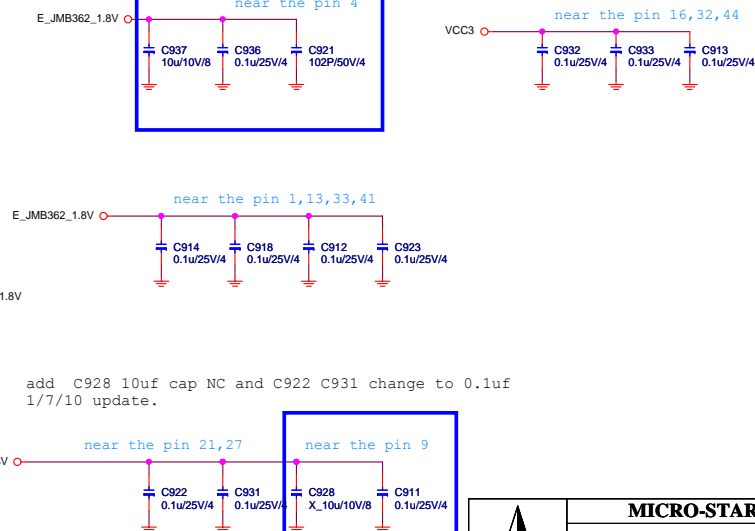 near the pin 4
E_JMB362_1.8V
C937
10u/10V/8
C936
0.1u/25V/4
C921
102P/50V/4
near the pin 16,32,44
VCC3
C932
0.1u/25V/4
C933
0.1u/25V/4
C913
0.1u/25V/4
near the pin 1,13,33,41
E_JMB362_1.8V
C914
0.1u/25V/4
C918
0.1u/25V/4
C912
0.1u/25V/4
C923
0.1u/25V/4
1.8V
add C928 10uf cap NC and C922 C931 change to 0.1uf
1/7/10 update.
near the pin 21,27
near the pin 9
V
C922
0.1u/25V/4
C931
0.1u/25V/4
C928
X_10u/10V/8
C911
0.1u/25V/4
MICRO-STAR